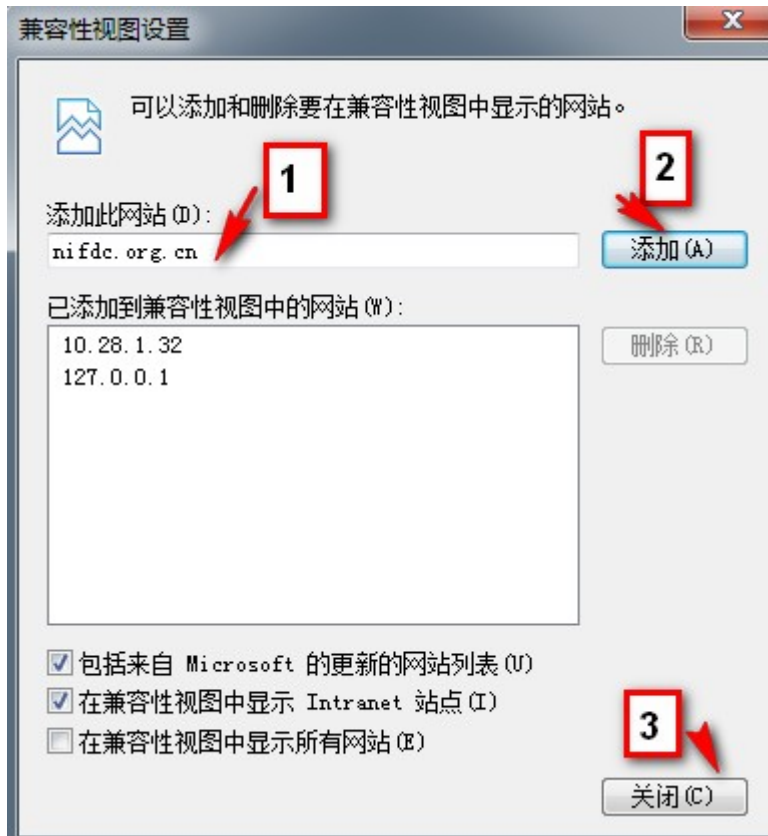 兼容性视图设置
可以添加和删除要在兼容性视图中显示的网站。
1
2
添加此网站(D):
nifdc.org.cn
添加(A)
已添加到兼容性视图中的网站(W):
10.28.1.32
删除(R)
127.0.0.1
包括来自 Microsoft 的更新的网站列表(U)
在兼容性视图中显示 Intranet 站点(I)
在兼容性视图中显示所有网站(E)
3
关闭(C)